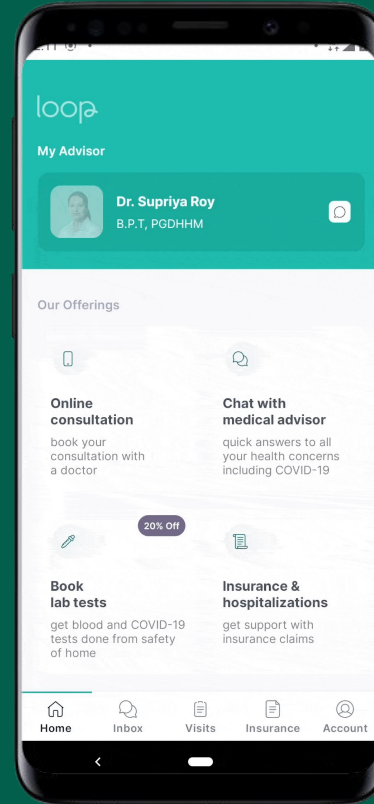 loop
My Advisor
Dr. Supriya Roy
B.P.T, PGDHHM
Our Offerings
Online
consultation
book your
consultation with
a doctor
Chat with
medical advisor
quick answers to all
your health concerns
including COVID-19
20% Off
Book
lab tests
get blood and COVID-19
tests done from safety
of home
Insurance &
hospitalizations
get support with
insurance claims
Home
Inbox
Visits
Insurance
Account